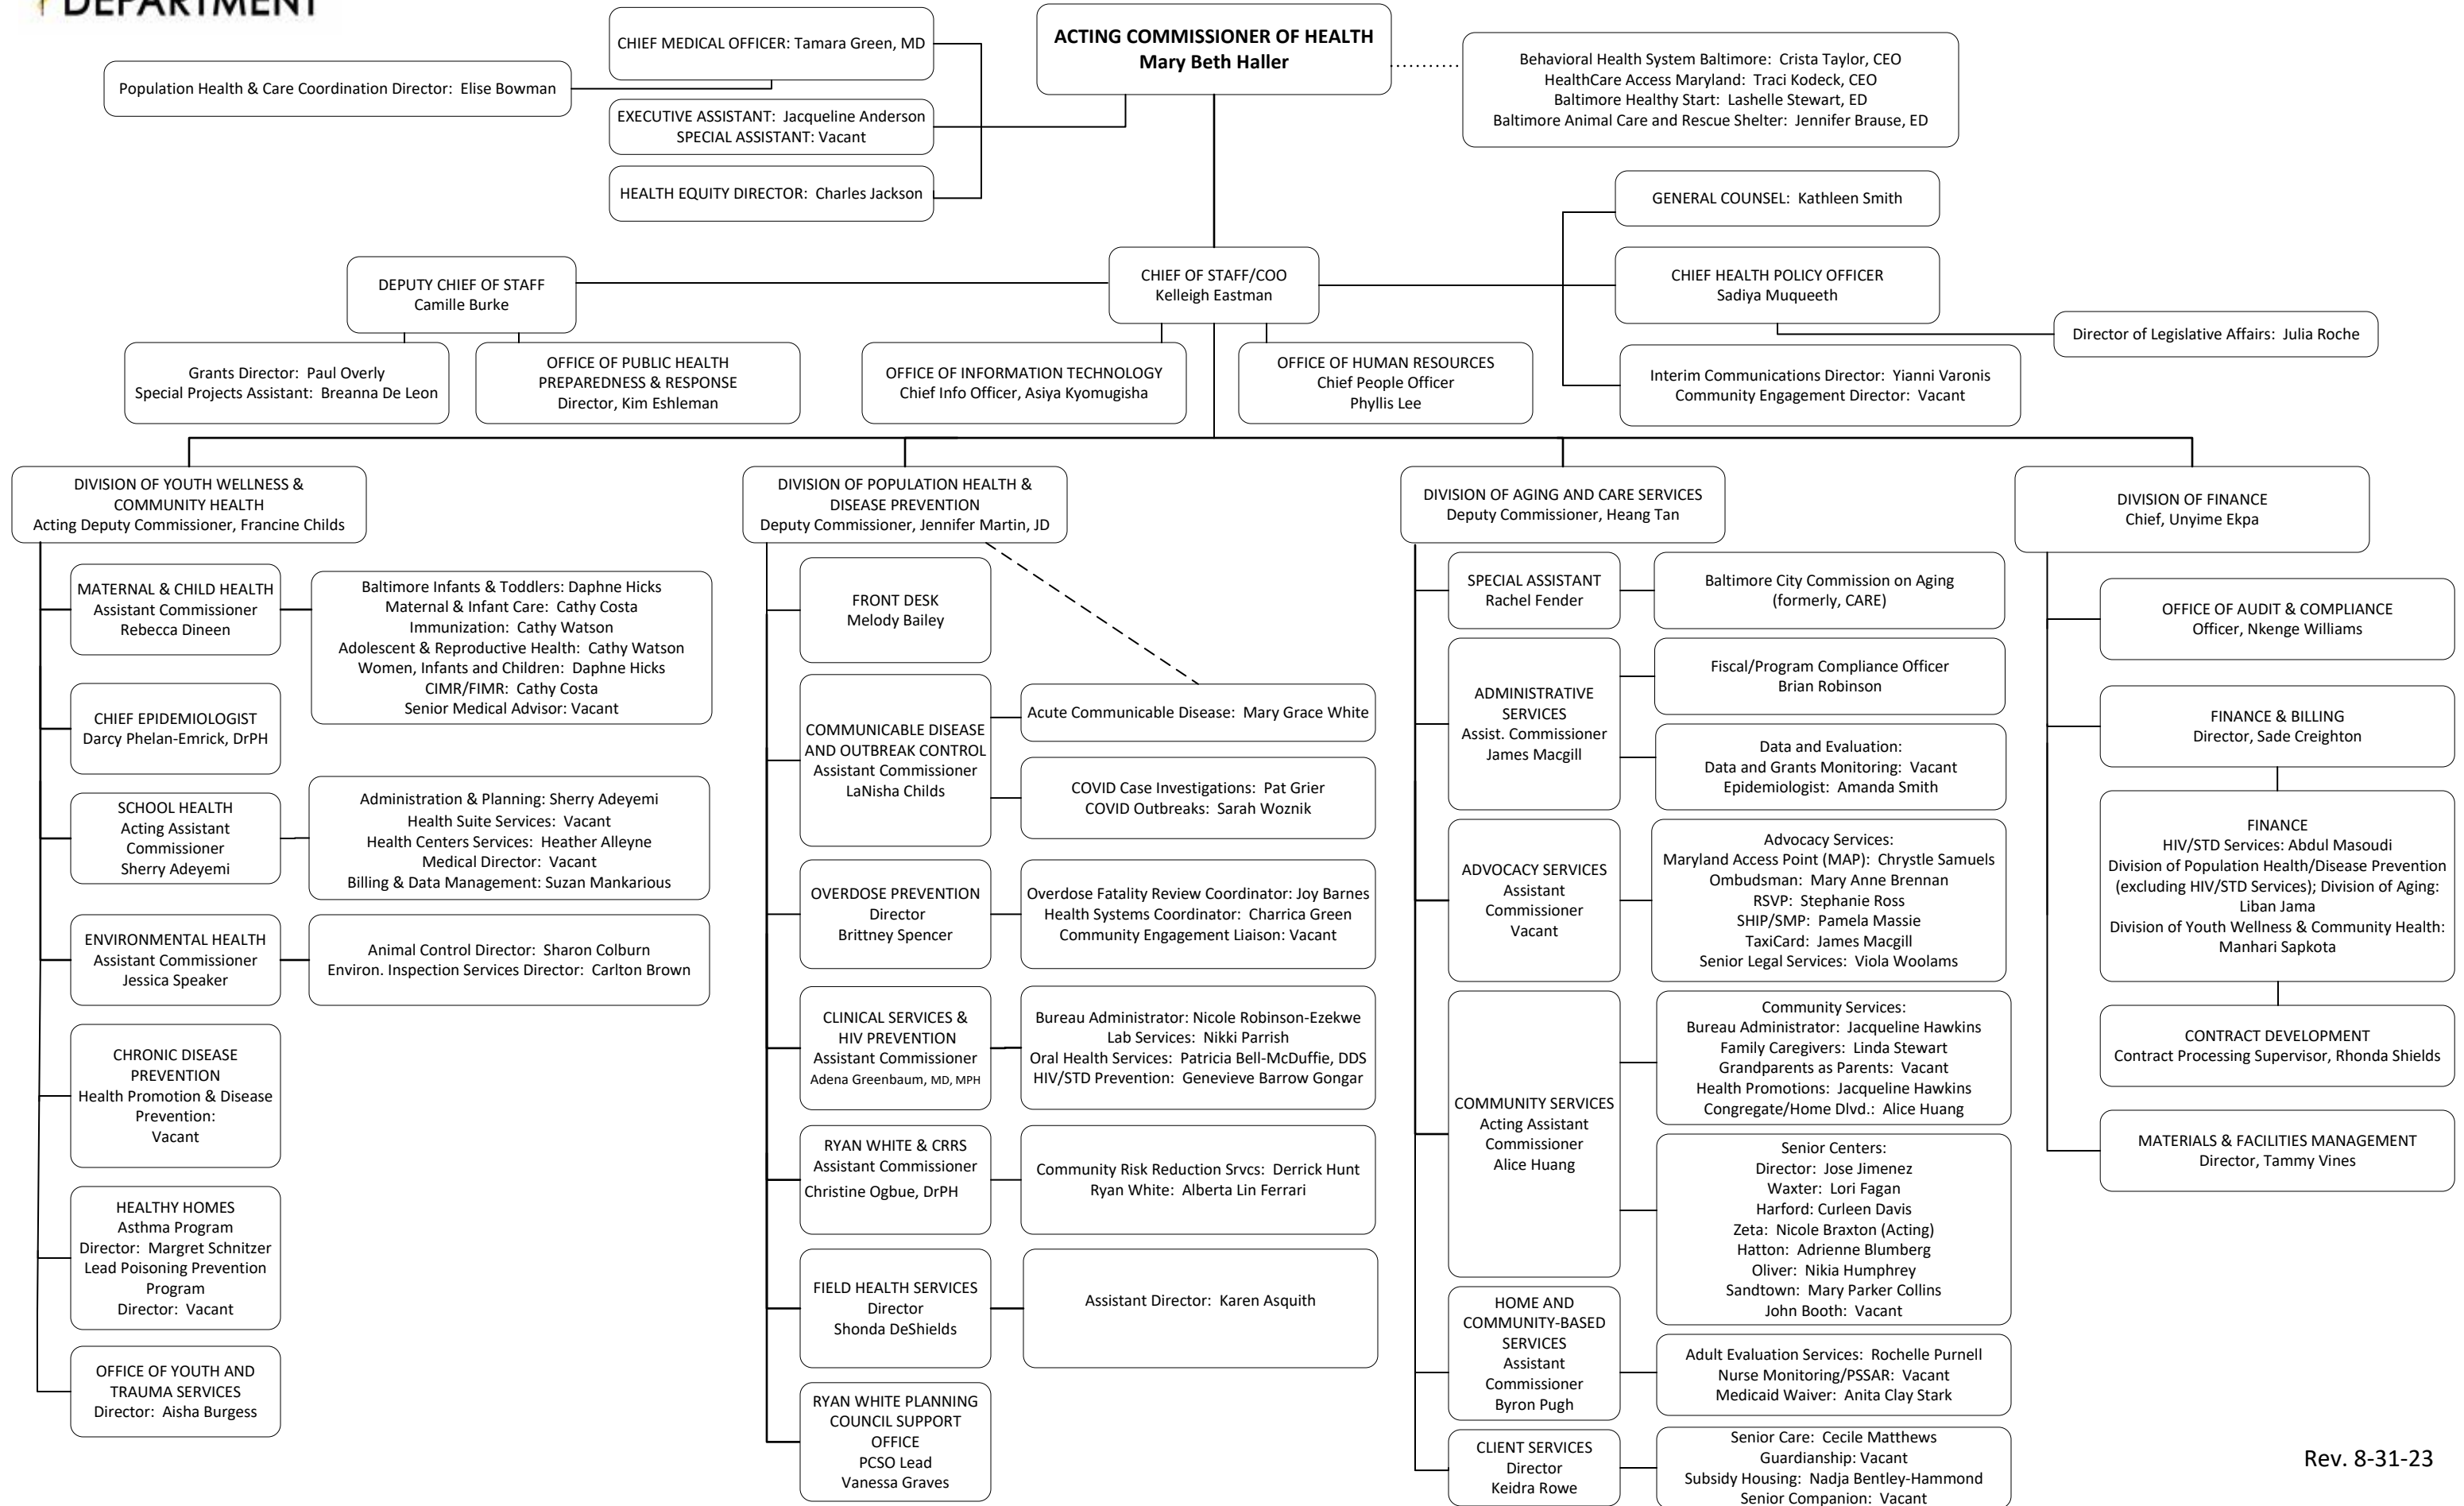 DEPARTMENT
CHIEF MEDICAL OFFICER: Tamara Green, MD
Population Health & Care Coordination Director: Elise Bowman
EXECUTIVE ASSISTANT: Jacqueline Anderson
SPECIAL ASSISTANT: Vacant
HEALTH EQUITY DIRECTOR: Charles Jackson
ACTING COMMISSIONER OF HEALTH
Mary Beth Haller
Behavioral Health System Baltimore: Crista Taylor, CEO
HealthCare Access Maryland: Traci Kodeck, CEO
Baltimore Healthy Start: Lashelle Stewart, ED
Baltimore Animal Care and Rescue Shelter: Jennifer Brause, ED
GENERAL COUNSEL: Kathleen Smith
DEPUTY CHIEF OF STAFF
Camille Burke
CHIEF OF STAFF/COO
Kelleigh Eastman
CHIEF HEALTH POLICY OFFICER
Sadiya Muqueeth
Director of Legislative Affairs: Julia Roche
Grants Director: Paul Overly
Special Projects Assistant: Breanna De Leon
OFFICE OF PUBLIC HEALTH
PREPAREDNESS & RESPONSE
Director, Kim Eshleman
OFFICE OF INFORMATION TECHNOLOGY
Chief Info Officer, Asiya Kyomugisha
OFFICE OF HUMAN RESOURCES
Chief People Officer
Phyllis Lee
Interim Communications Director: Yianni Varonis
Community Engagement Director: Vacant
DIVISION OF YOUTH WELLNESS &
COMMUNITY HEALTH
Acting Deputy Commissioner, Francine Childs
MATERNAL & CHILD HEALTH
Assistant Commissioner
Rebecca Dineen
Baltimore Infants & Toddlers: Daphne Hicks
Maternal & Infant Care: Cathy Costa
Immunization: Cathy Watson
Adolescent & Reproductive Health: Cathy Watson
Women, Infants and Children: Daphne Hicks
CIMR/FIMR: Cathy Costa
Senior Medical Advisor: Vacant
CHIEF EPIDEMIOLOGIST
Darcy Phelan-Emrick, DrPH
SCHOOL HEALTH
Acting Assistant
Commissioner
Sherry Adeyemi
Administration & Planning: Sherry Adeyemi
Health Suite Services: Vacant
Health Centers Services: Heather Alleyne
Medical Director: Vacant
Billing & Data Management: Suzan Mankarious
ENVIRONMENTAL HEALTH
Assistant Commissioner
Jessica Speaker
Animal Control Director: Sharon Colburn
Environ. Inspection Services Director: Carlton Brown
CHRONIC DISEASE
PREVENTION
Health Promotion & Disease
Prevention:
Vacant
HEALTHY HOMES
Asthma Program
Director: Margret Schnitzer
Lead Poisoning Prevention
Program
Director: Vacant
OFFICE OF YOUTH AND
TRAUMA SERVICES
Director: Aisha Burgess
DIVISION OF POPULATION HEALTH &
DISEASE PREVENTION
Deputy Commissioner, Jennifer Martin, JD
FRONT DESK
Melody Bailey
COMMUNICABLE DISEASE
AND OUTBREAK CONTROL
Assistant Commissioner
LaNisha Childs
Acute Communicable Disease: Mary Grace White
COVID Case Investigations: Pat Grier
COVID Outbreaks: Sarah Woznik
OVERDOSE PREVENTION
Director
Brittney Spencer
Overdose Fatality Review Coordinator: Joy Barnes
Health Systems Coordinator: Charrica Green
Community Engagement Liaison: Vacant
CLINICAL SERVICES &
HIV PREVENTION
Assistant Commissioner
Adena Greenbaum, MD, MPH
Bureau Administrator: Nicole Robinson-Ezekwe
Lab Services: Nikki Parrish
Oral Health Services: Patricia Bell-McDuffie, DDS
HIV/STD Prevention: Genevieve Barrow Gongar
RYAN WHITE & CRRS
Assistant Commissioner
Christine Ogbue, DrPH
Community Risk Reduction Srvcs: Derrick Hunt
Ryan White: Alberta Lin Ferrari
FIELD HEALTH SERVICES
Director
Shonda DeShields
Assistant Director: Karen Asquith
RYAN WHITE PLANNING
COUNCIL SUPPORT
OFFICE
PCSO Lead
Vanessa Graves
DIVISION OF AGING AND CARE SERVICES
Deputy Commissioner, Heang Tan
SPECIAL ASSISTANT
Rachel Fender
Baltimore City Commission on Aging
(formerly, CARE)
ADMINISTRATIVE
SERVICES
Assist. Commissioner
James Macgill
Fiscal/Program Compliance Officer
Brian Robinson
Data and Evaluation:
Data and Grants Monitoring: Vacant
Epidemiologist: Amanda Smith
ADVOCACY SERVICES
Assistant
Commissioner
Vacant
Advocacy Services:
Maryland Access Point (MAP): Chrystle Samuels
Ombudsman: Mary Anne Brennan
RSVP: Stephanie Ross
SHIP/SMP: Pamela Massie
TaxiCard: James Macgill
Senior Legal Services: Viola Woolams
COMMUNITY SERVICES
Acting Assistant
Commissioner
Alice Huang
Community Services:
Bureau Administrator: Jacqueline Hawkins
Family Caregivers: Linda Stewart
Grandparents as Parents: Vacant
Health Promotions: Jacqueline Hawkins
Congregate/Home Dlvd.: Alice Huang
Senior Centers:
Director: Jose Jimenez
Waxter: Lori Fagan
Harford: Curleen Davis
Zeta: Nicole Braxton (Acting)
Hatton: Adrienne Blumberg
Oliver: Nikia Humphrey
Sandtown: Mary Parker Collins
John Booth: Vacant
HOME AND
COMMUNITY-BASED
SERVICES
Assistant
Commissioner
Byron Pugh
Adult Evaluation Services: Rochelle Purnell
Nurse Monitoring/PSSAR: Vacant
Medicaid Waiver: Anita Clay Stark
CLIENT SERVICES
Director
Keidra Rowe
Senior Care: Cecile Matthews
Guardianship: Vacant
Subsidy Housing: Nadja Bentley-Hammond
Senior Companion: Vacant
DIVISION OF FINANCE
Chief, Unyime Ekpa
OFFICE OF AUDIT & COMPLIANCE
Officer, Nkenge Williams
FINANCE & BILLING
Director, Sade Creighton
FINANCE
HIV/STD Services: Abdul Masoudi
Division of Population Health/Disease Prevention
(excluding HIV/STD Services); Division of Aging:
Liban Jama
Division of Youth Wellness & Community Health:
Manhari Sapkota
CONTRACT DEVELOPMENT
Contract Processing Supervisor, Rhonda Shields
MATERIALS & FACILITIES MANAGEMENT
Director, Tammy Vines
Rev. 8-31-23